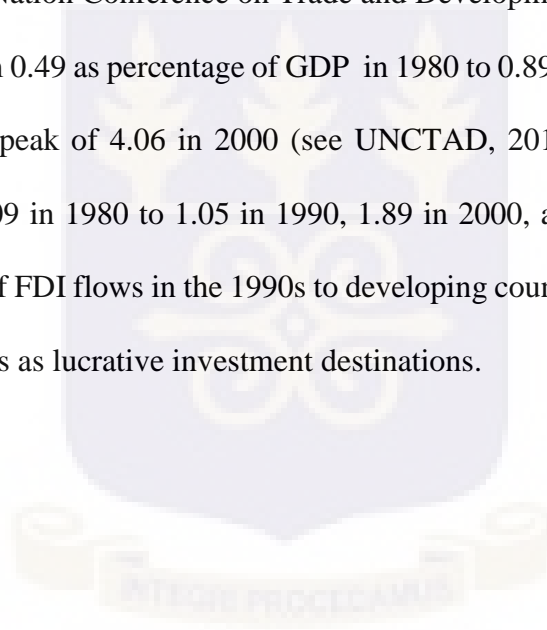 Nation Conference on Trade and Developm
0.49 as percentage of GDP in 1980 to 0.89
peak of 4.06 in 2000 (see UNCTAD, 201
09 in 1980 to 1.05 in 1990, 1.89 in 2000, a
f FDI flows in the 1990s to developing coun
s as lucrative investment destinations.
INTEGRI PROCEDAMUS